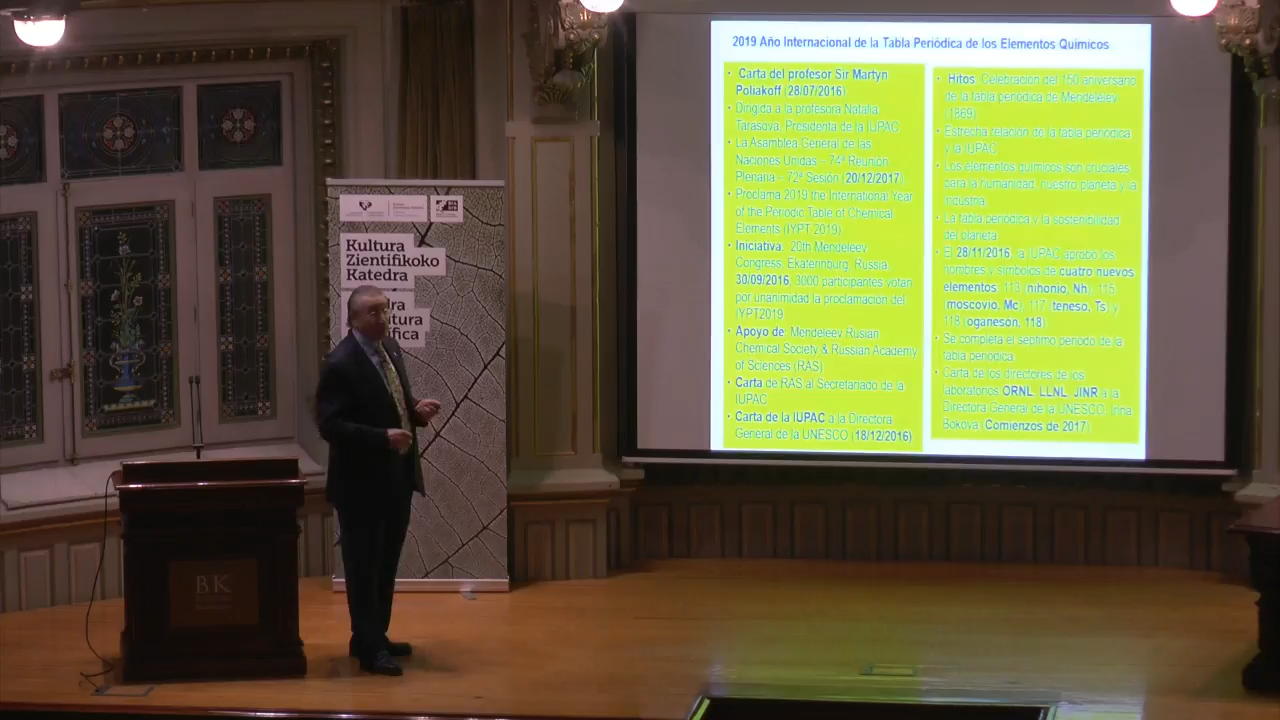 2019 Año Internacional de la Tabla Periódica de los Elementos Químicos
• Carta del profesor Sir Martyn
Poliakoff (28/07/2016)
• Dirigida a la profesora Natalia
Tarasova, Presidenta de la IUPAC
• La Asamblea General de las
Naciones Unidas – 74ª Reunión
Plenaria – 72ª Sesión (20/12/2017)
• Proclama 2019 the International Year
of the Periodic Table of Chemical
Elements (IYPT 2019)
• Iniciativa: 20th Mendeleev
Congress, Ekaterinburg, Russia
30/09/2016, 3000 participantes votan
por unanimidad la proclamación del
IYPT2019
• Apoyo de: Mendeleev Rusian
Chemical Society & Russian Academy
of Sciences (RAS)
• Carta de RAS al Secretariado de la
IUPAC
• Carta de la IUPAC a la Directora
General de la UNESCO (18/12/2016)
• Hitos: Celebración del 150 aniversario
de la tabla periódica de Mendeleiev
(1869)
• Estrecha relación de la tabla periódica
y la IUPAC
• Los elementos químicos son cruciales
para la humanidad, nuestro planeta y la
industria
• La tabla periódica y la sostenibilidad
del planeta
• El 28/11/2016, la IUPAC aprobó los
nombres y símbolos de cuatro nuevos
elementos: 113 (nihonio, Nh), 115
(moscovio, Mc), 117 (teneso, Ts) y
118 (oganesón, 118)
• Se completa el séptimo periodo de la
tabla periódica
• Carta de los directores de los
laboratorios ORNL, LLNL, JINR a la
Directora General de la UNESCO, Irina
Bokova (Comienzos de 2017)
Kultura
Zientifikoko
Katedra
BK